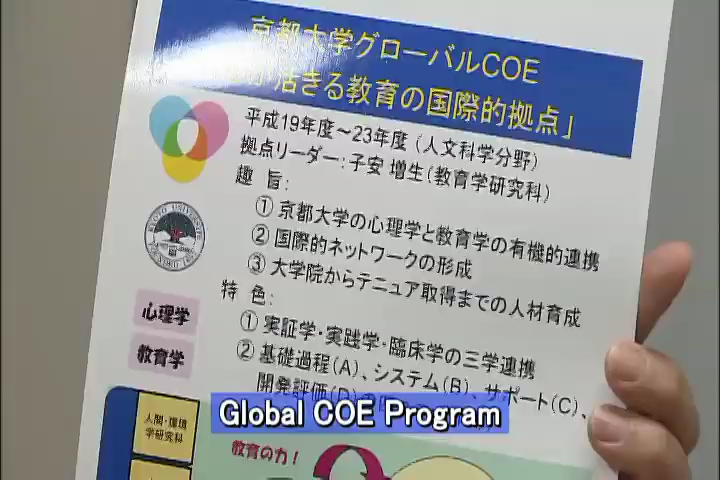 京都大学グローバルCOE
が活きる教育の国際的拠点」
平成19年度～23年度（人文科学分野）
拠点リーダー：子安 増生（教育学研究科）
趣 旨：
① 京都大学の心理学と教育学の有機的連携
② 国際的ネットワークの形成
③ 大学院からテニュア取得までの人材育成
特 色：
① 実証学・実践学・臨床学の三学連携
② 基礎過程（A）、システム（B）、サポート（C）、
開発評価（D）
KYOTO UNIVERSITY
心理学
教育学
人間・環境
学研究科
教育の力！
Global COE Program